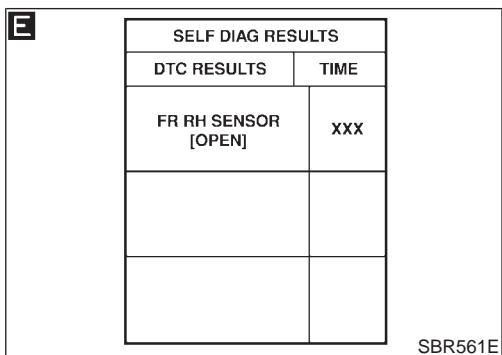 E
SELF DIAG RESULTS
DTC RESULTS TIME
FR RH SENSOR
[OPEN] XXX
SBR561E